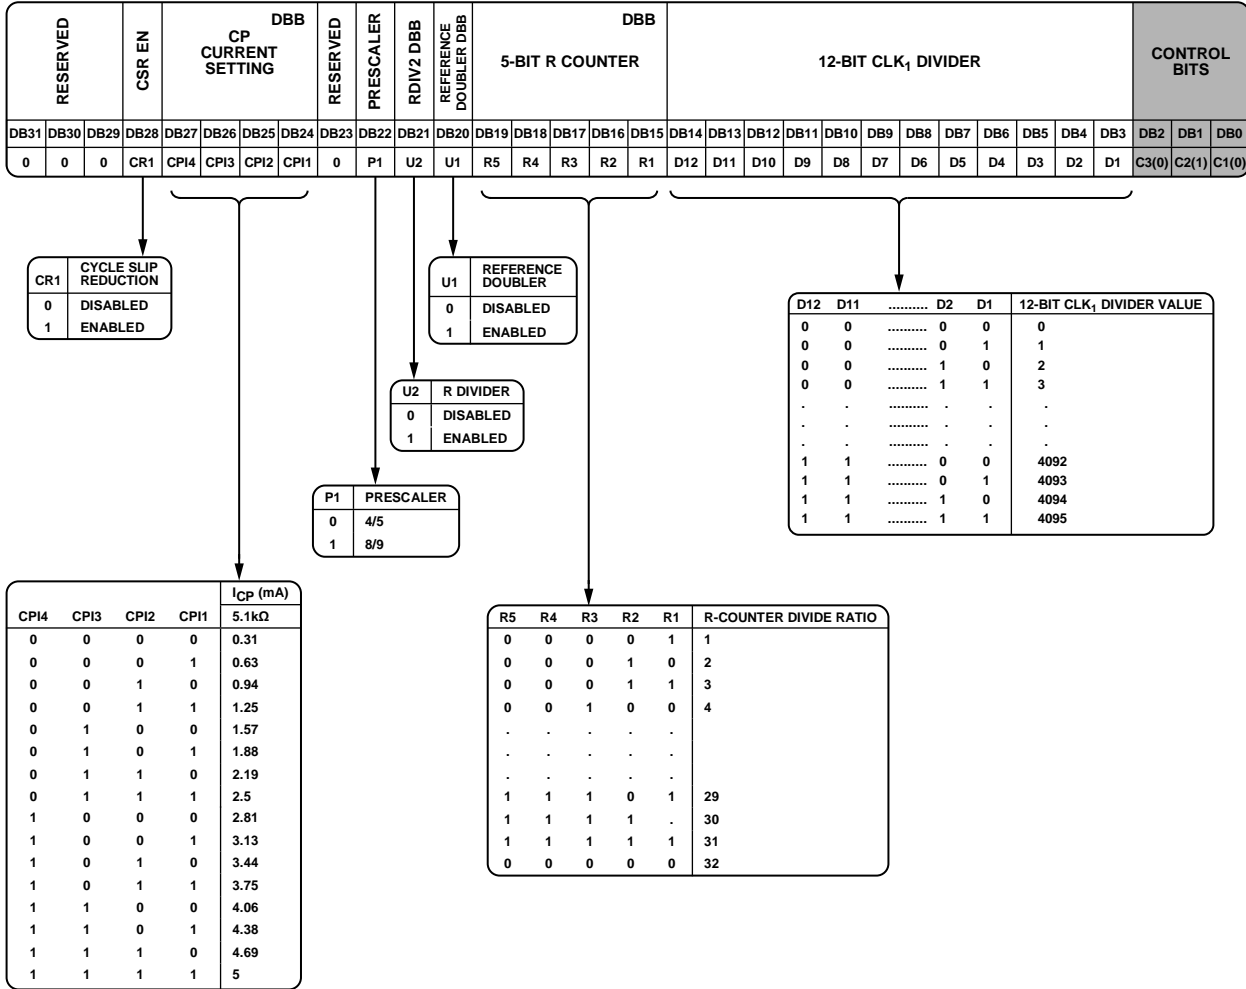 RESERVED
CSR EN
DBB
CP
CURRENT
SETTING
RESERVED
PRESCALER
RDIV2 DBB
REFERENCE
DOUBLER DBB
DBB
5-BIT R COUNTER
12-BIT CLK1 DIVIDER
CONTROL
BITS
DB31 DB30 DB29 DB28 DB27 DB26 DB25 DB24 DB23 DB22 DB21 DB20 DB19 DB18 DB17 DB16 DB15 DB14 DB13 DB12 DB11 DB10 DB9 DB8 DB7 DB6 DB5 DB4 DB3 DB2 DB1 DB0
0 0 0 CR1 CPI4 CPI3 CPI2 CPI1 0 P1 U2 U1 R5 R4 R3 R2 R1 D12 D11 D10 D9 D8 D7 D6 D5 D4 D3 D2 D1 C3(0) C2(1) C1(0)
CR1 CYCLE SLIP
REDUCTION
0 DISABLED
1 ENABLED
U1 REFERENCE
DOUBLER
0 DISABLED
1 ENABLED
U2 R DIVIDER
0 DISABLED
1 ENABLED
P1 PRESCALER
0 4/5
1 8/9
D12 D11 .......... D2 D1 12-BIT CLK1 DIVIDER VALUE
0 0 .......... 0 0 0
0 0 .......... 0 1 1
0 0 .......... 1 0 2
0 0 .......... 1 1 3
. . .......... . . .
. . .......... . . .
. . .......... . . .
1 1 .......... 0 0 4092
1 1 .......... 0 1 4093
1 1 .......... 1 0 4094
1 1 .......... 1 1 4095
ICP (mA)
CPI4 CPI3 CPI2 CPI1 5.1kΩ
0 0 0 0 0.31
0 0 0 1 0.63
0 0 1 0 0.94
0 0 1 1 1.25
0 1 0 0 1.57
0 1 0 1 1.88
0 1 1 0 2.19
0 1 1 1 2.5
1 0 0 0 2.81
1 0 0 1 3.13
1 0 1 0 3.44
1 0 1 1 3.75
1 1 0 0 4.06
1 1 0 1 4.38
1 1 1 0 4.69
1 1 1 1 5
R5 R4 R3 R2 R1 R-COUNTER DIVIDE RATIO
0 0 0 0 1 1
0 0 0 1 0 2
0 0 0 1 1 3
0 0 1 0 0 4
. . . . .
. . . . .
. . . . .
1 1 1 0 1 29
1 1 1 1 . 30
1 1 1 1 1 31
0 0 0 0 0 32